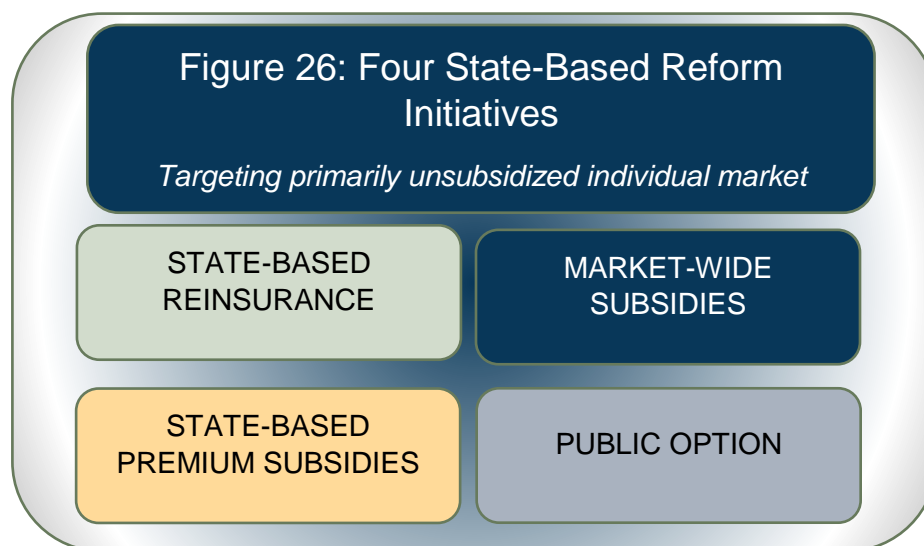 Figure 26: Four State-Based Reform
Initiatives
Targeting primarily unsubsidized individual market
STATE-BASED
REINSURANCE
MARKET-WIDE
SUBSIDIES
STATE-BASED
PREMIUM SUBSIDIES
PUBLIC OPTION